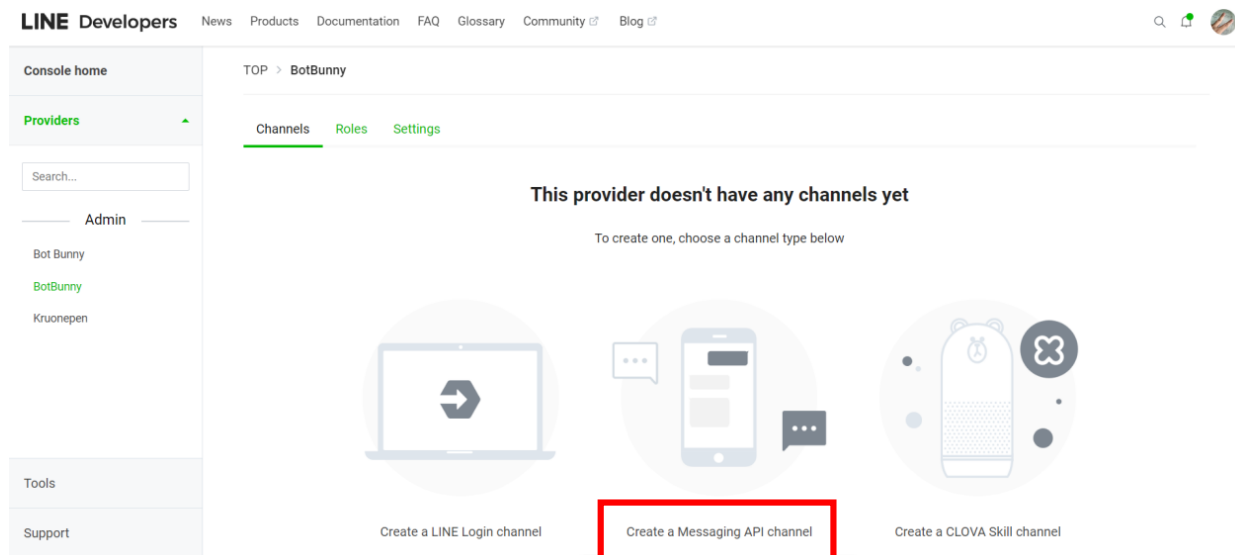 LINE Developers News Products Documentation FAQ Glossary Community Blog
Console home
TOP > BotBunny
Providers
Channels Roles Settings
Search...
This provider doesn't have any channels yet
Admin
To create one, choose a channel type below
Bot Bunny
BotBunny
Kruonepen
Tools
Create a LINE Login channel Create a Messaging API channel Create a CLOVA Skill channel
Support